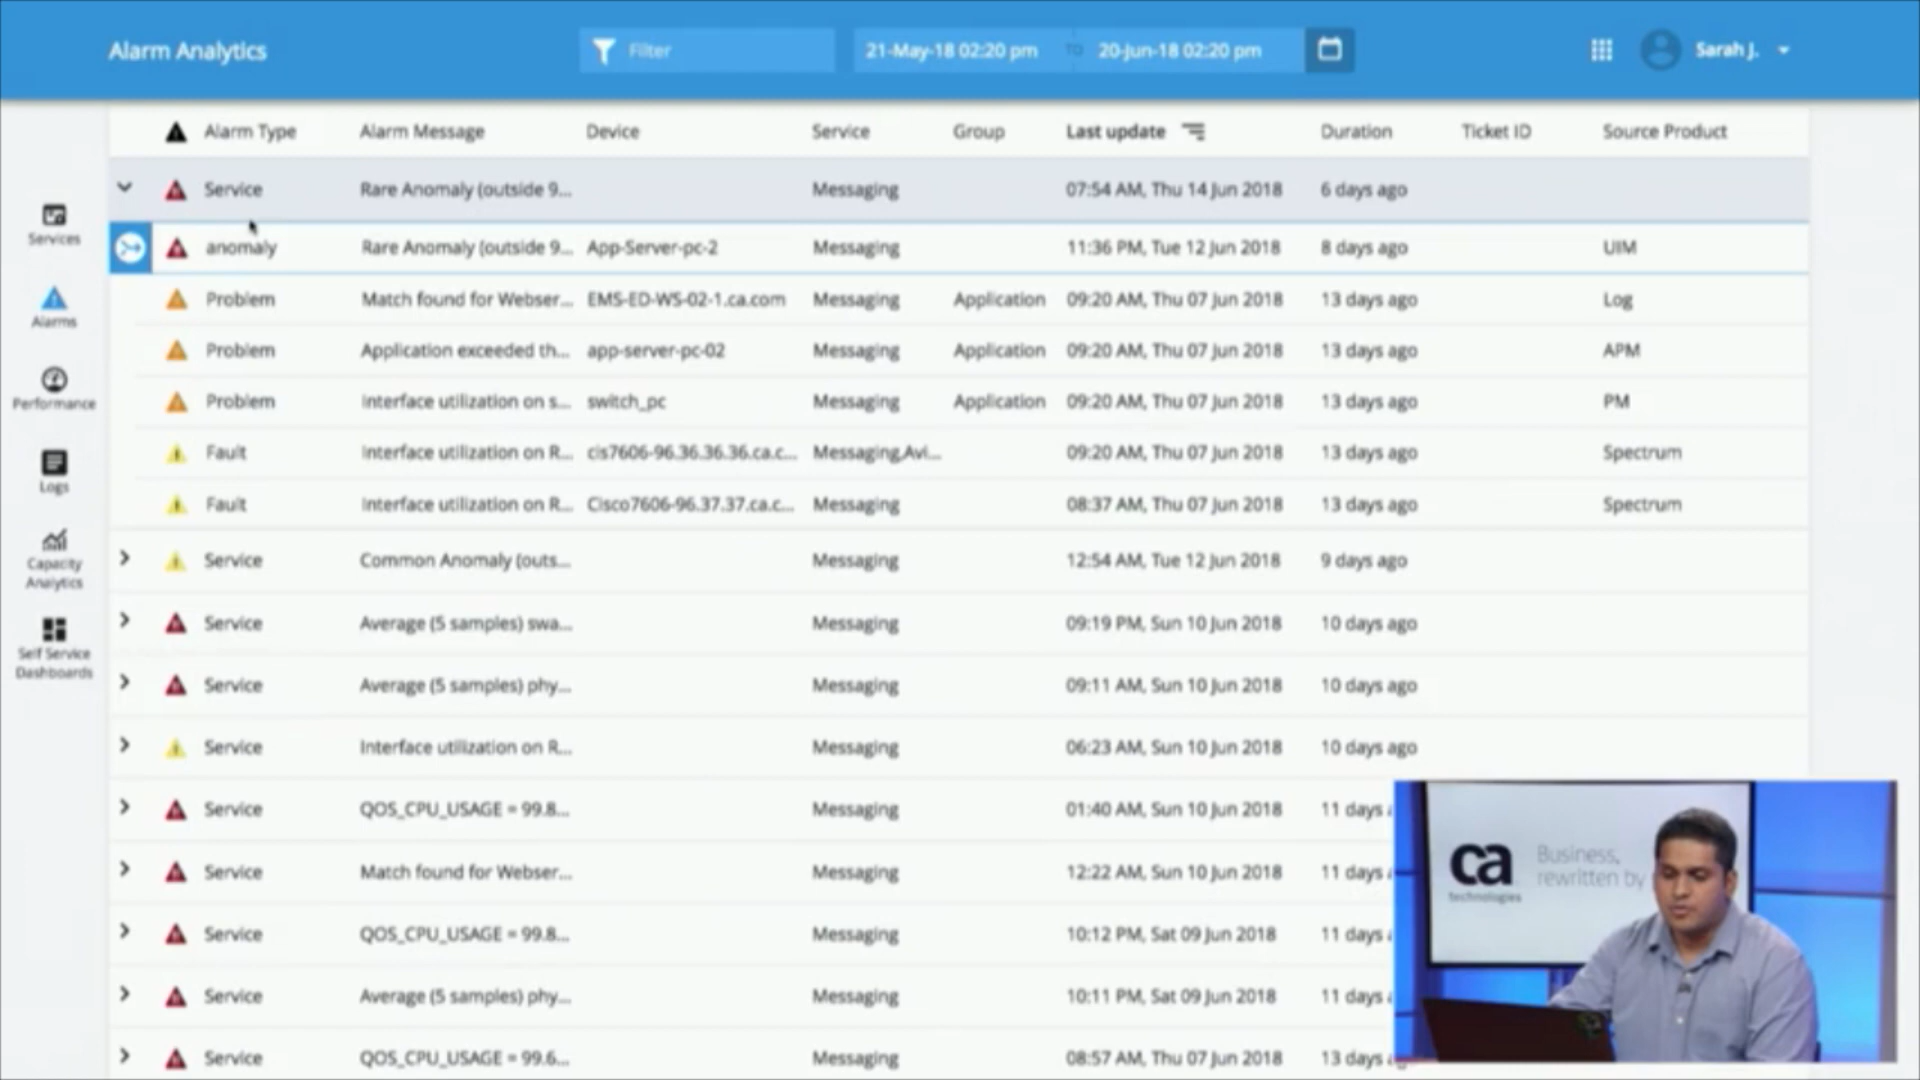 Alarm Analytics Filter 21-May-18 02:20 pm TO 20-Jun-18 02:20 pm Sarah J.
Alarm Type Alarm Message Device Service Group Last update Duration Ticket ID Source Product
Service Rare Anomaly (outside 9... Messaging 07:54 AM, Thu 14 Jun 2018 6 days ago
anomaly Rare Anomaly (outside 9... App-Server-pc-2 Messaging 11:36 PM, Tue 12 Jun 2018 8 days ago UIM
Problem Match found for Webser... EMS-ED-WS-02-1.ca.com Messaging Application 09:20 AM, Thu 07 Jun 2018 13 days ago Log
Problem Application exceeded th... app-server-pc-02 Messaging Application 09:20 AM, Thu 07 Jun 2018 13 days ago APM
Problem Interface utilization on s... switch_pc Messaging Application 09:20 AM, Thu 07 Jun 2018 13 days ago PM
Fault Interface utilization on R... cis7606-96.36.36.36.ca.c... Messaging,Avi... 09:20 AM, Thu 07 Jun 2018 13 days ago Spectrum
Fault Interface utilization on R... Cisco7606-96.37.37.ca.c... Messaging 08:37 AM, Thu 07 Jun 2018 13 days ago Spectrum
Service Common Anomaly (outs... Messaging 12:54 AM, Tue 12 Jun 2018 9 days ago
Service Average (5 samples) swa... Messaging 09:19 PM, Sun 10 Jun 2018 10 days ago
Service Average (5 samples) phy... Messaging 09:11 AM, Sun 10 Jun 2018 10 days ago
Service Interface utilization on R... Messaging 06:23 AM, Sun 10 Jun 2018 10 days ago
Service QOS_CPU_USAGE = 99.8... Messaging 01:40 AM, Sun 10 Jun 2018 11 days
Service Match found for Webser... Messaging 12:22 AM, Sun 10 Jun 2018 11 days
Service QOS_CPU_USAGE = 99.8... Messaging 10:12 PM, Sat 09 Jun 2018 11 days
Service Average (5 samples) phy... Messaging 10:11 PM, Sat 09 Jun 2018 11 days
Service QOS_CPU_USAGE = 99.6... Messaging 08:57 AM, Thu 07 Jun 2018 13 days
Services
Alarms
Performance
Logs
Capacity
Analytics
Self Service
Dashboards
ca
technologies
Business,
rewritten by